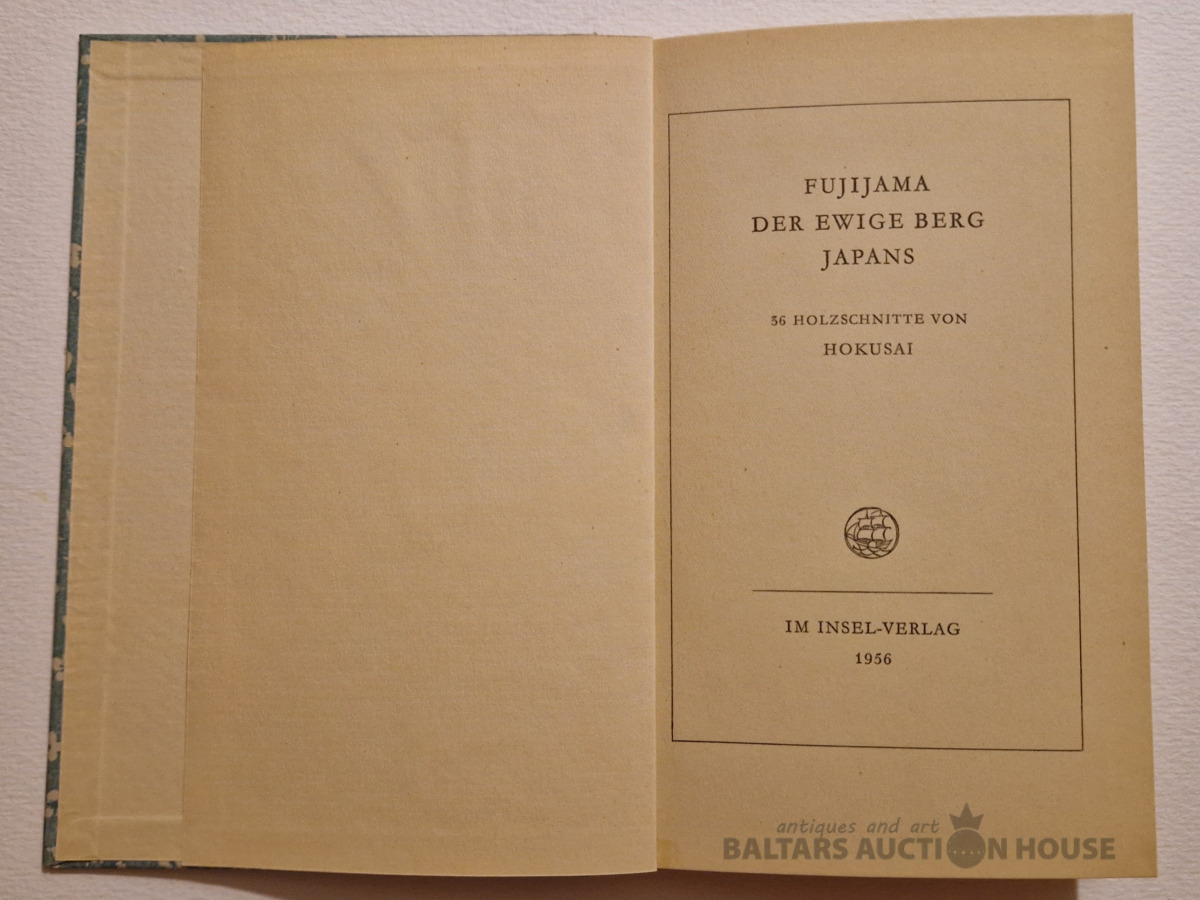 FUJIJAMA
DER EWIGE BERG
JAPANS
36 HOLZSCHNITTE VON
HOKUSAI
IM INSEL-VERLAG
1956
antiques and art
BALTARS AUCTION HOUSE